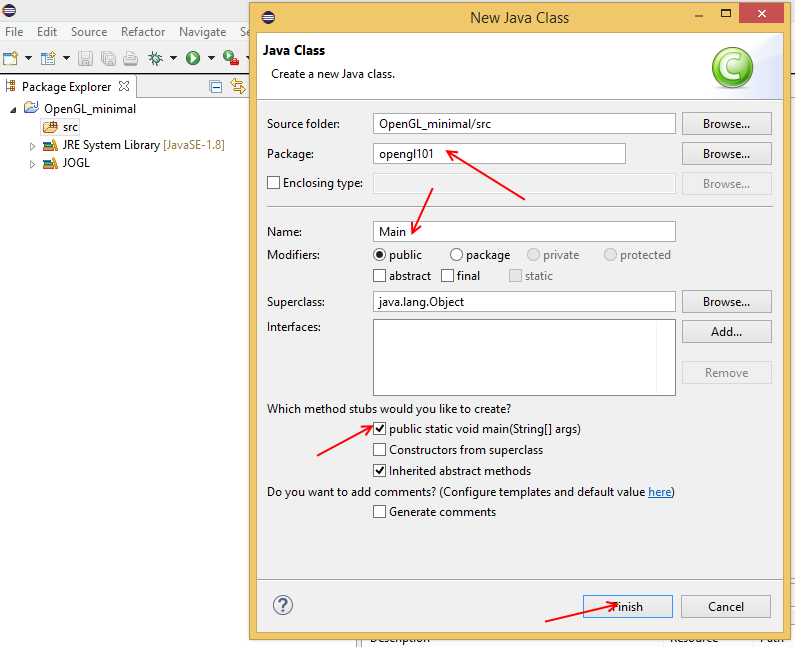 New Java Class
File Edit Source Refactor Navigate
Java Class
Create a new Java class.
C
Package Explorer
OpenGL_minimal
src
JRE System Library [JavaSE-1.8]
JOGL
Source folder: OpenGL_minimal/src Browse...
Package: opengl101 Browse...
Enclosing type: Browse...
Name: Main
Modifiers: public package private protected
abstract final static
Superclass: java.lang.Object Browse...
Interfaces: Add...
Remove
Which method stubs would you like to create?
public static void main(String[] args)
Constructors from superclass
Inherited abstract methods
Do you want to add comments? (Configure templates and default value here)
Generate comments
? Finish Cancel
Description Resource Path